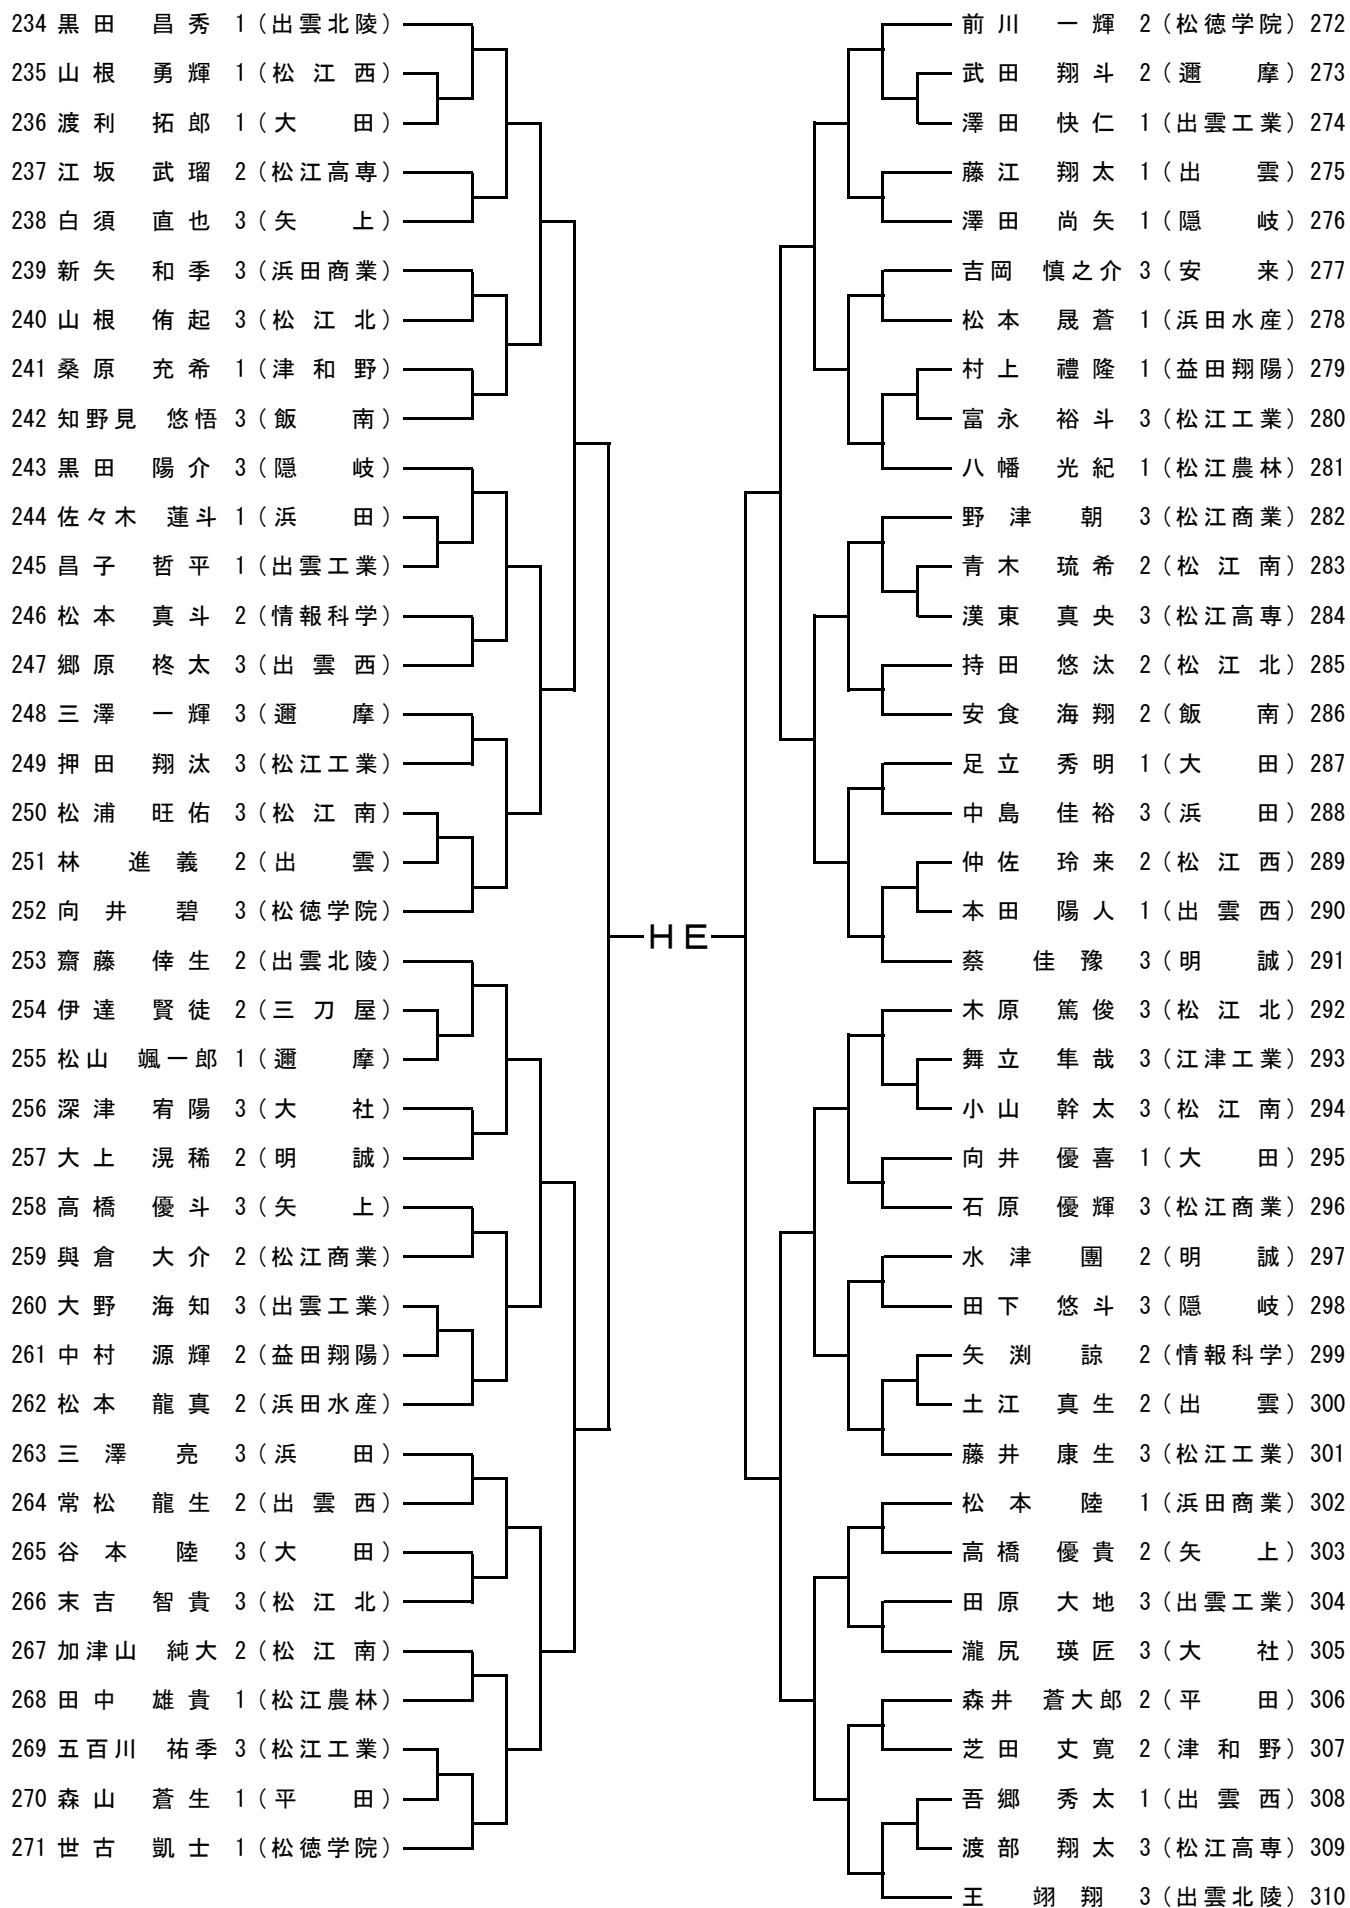 234 黒田 昌秀 1 (出雲北陵)
235 山根 勇輝 1 (松江西)
236 渡利 拓郎 1 (大田)
237 江坂 武瑠 2 (松江高専)
238 白須 直也 3 (矢上)
239 新矢 和季 3 (浜田商業)
240 山根 侑起 3 (松江北)
241 桑原 充希 1 (津和野)
242 知野見 悠悟 3 (飯南)
243 黒田 陽介 3 (隠岐)
244 佐々木 蓮斗 1 (浜田)
245 昌子 哲平 1 (出雲工業)
246 松本 真斗 2 (情報科学)
247 郷原 柊太 3 (出雲西)
248 三澤 一輝 3 (邇摩)
249 押田 翔汰 3 (松江工業)
250 松浦 旺佑 3 (松江南)
251 林 進義 2 (出雲)
252 向井 碧 3 (松徳学院)
253 齋藤 倖生 2 (出雲北陵)
254 伊達 賢徒 2 (三刀屋)
255 松山 颯一郎 1 (邇摩)
256 深津 宥陽 3 (大社)
257 大上 滉稀 2 (明誠)
258 高橋 優斗 3 (矢上)
259 與倉 大介 2 (松江商業)
260 大野 海知 3 (出雲工業)
261 中村 源輝 2 (益田翔陽)
262 松本 龍真 2 (浜田水産)
263 三澤 亮 3 (浜田)
264 常松 龍生 2 (出雲西)
265 谷本 陸 3 (大田)
266 末吉 智貴 3 (松江北)
267 加津山 純大 2 (松江南)
268 田中 雄貴 1 (松江農林)
269 五百川 祐季 3 (松江工業)
270 森山 蒼生 1 (平田)
271 世古 凱士 1 (松徳学院)
HE
前川 一輝 2 (松徳学院) 272
武田 翔斗 2 (邇摩) 273
澤田 快仁 1 (出雲工業) 274
藤江 翔太 1 (出雲) 275
澤田 尚矢 1 (隠岐) 276
吉岡 慎之介 3 (安来) 277
松本 晟蒼 1 (浜田水産) 278
村上 禮隆 1 (益田翔陽) 279
富永 裕斗 3 (松江工業) 280
八幡 光紀 1 (松江農林) 281
野津 朝 3 (松江商業) 282
青木 琉希 2 (松江南) 283
漢東 真央 3 (松江高専) 284
持田 悠汰 2 (松江北) 285
安食 海翔 2 (飯南) 286
足立 秀明 1 (大田) 287
中島 佳裕 3 (浜田) 288
仲佐 玲来 2 (松江西) 289
本田 陽人 1 (出雲西) 290
蔡 佳豫 3 (明誠) 291
木原 篤俊 3 (松江北) 292
舞立 隼哉 3 (江津工業) 293
小山 幹太 3 (松江南) 294
向井 優喜 1 (大田) 295
石原 優輝 3 (松江商業) 296
水津 團 2 (明誠) 297
田下 悠斗 3 (隠岐) 298
矢渕 諒 2 (情報科学) 299
土江 真生 2 (出雲) 300
藤井 康生 3 (松江工業) 301
松本 陸 1 (浜田商業) 302
高橋 優貴 2 (矢上) 303
田原 大地 3 (出雲工業) 304
瀧尻 瑛匠 3 (大社) 305
森井 蒼大郎 2 (平田) 306
芝田 丈寛 2 (津和野) 307
吾郷 秀太 1 (出雲西) 308
渡部 翔太 3 (松江高専) 309
王 翊翔 3 (出雲北陵) 310